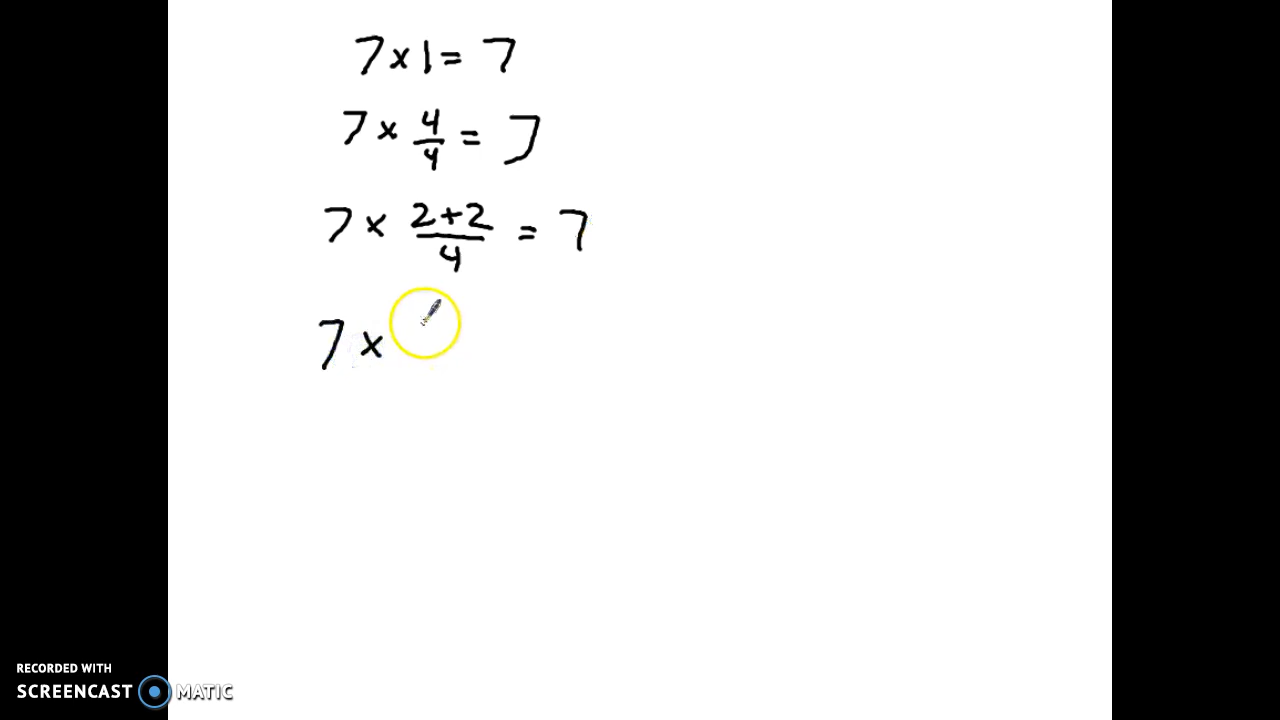 7 × 1 = 7
7 × 4/4 = 7
7 × 2+2/4 = 7
7 ×
RECORDED WITH
SCREENCAST MATIC